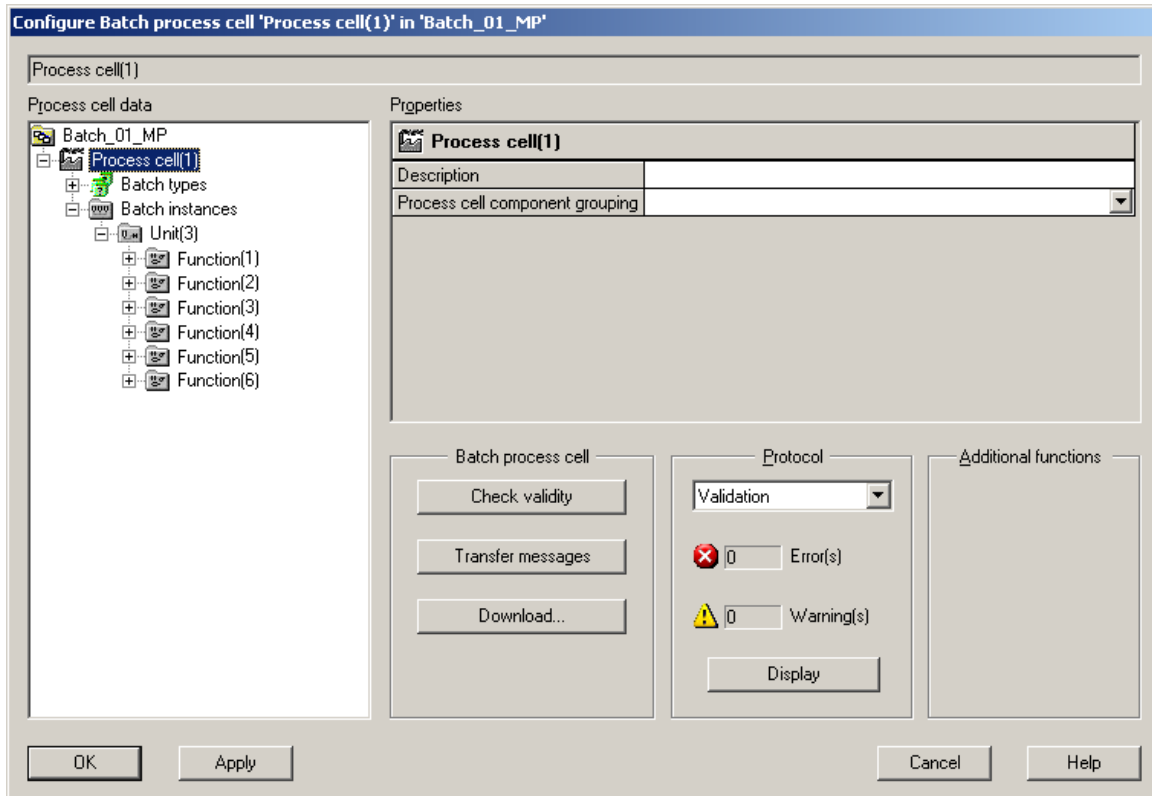 Configure Batch process cell 'Process cell(1)' in 'Batch_01_MP'
Process cell(1)
Process cell data
Batch_01_MP
Process cell(1)
Batch types
Batch instances
Unit(3)
Function(1)
Function(2)
Function(3)
Function(4)
Function(5)
Function(6)
Properties
Process cell(1)
Description
Process cell component grouping
Batch process cell
Check validity
Transfer messages
Download...
Protocol
Validation
0 Error(s)
0 Warning(s)
Display
Additional functions
OK
Apply
Cancel
Help